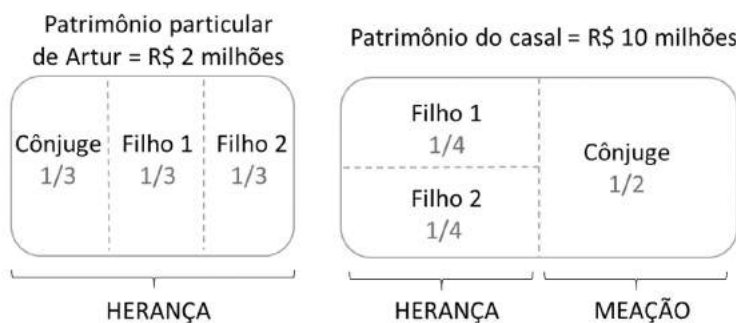 Patrimônio particular
de Artur = R$ 2 milhões
Cônjuge Filho 1 Filho 2
1/3 1/3 1/3
HERANÇA
Patrimônio do casal = R$ 10 milhões
Filho 1
1/4
Filho 2
1/4
Cônjuge
1/2
HERANÇA MEAÇÃO